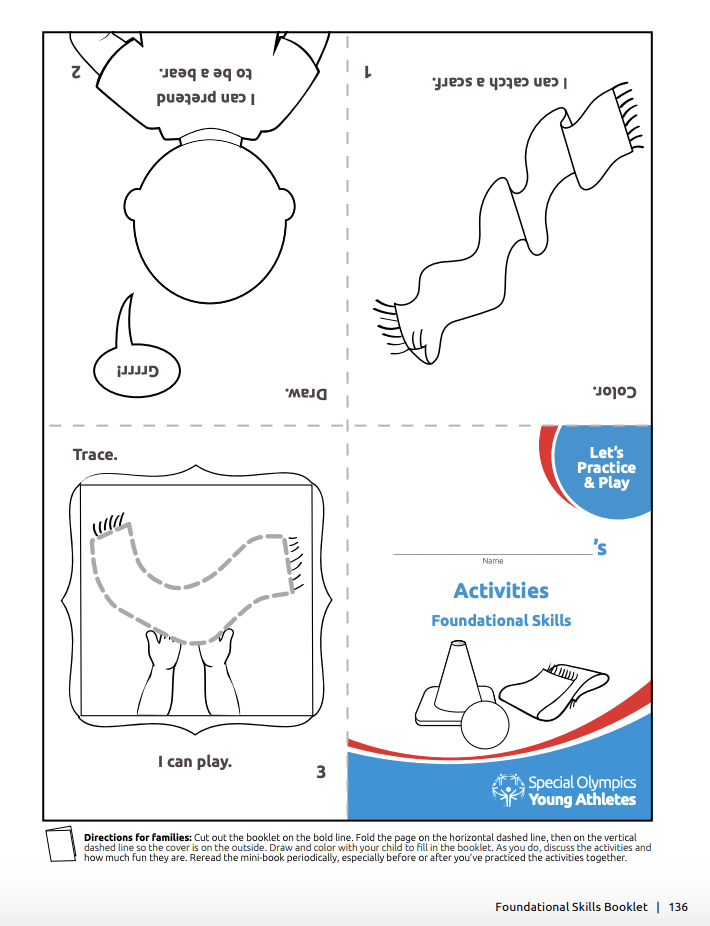 2
I can pretend
to be a bear.
Grrrr!
Draw.
1
I can catch a scarf.
Color.
Trace.
I can play.
3
Let's
Practice
& Play
's
Name
Activities
Foundational Skills
Special Olympics
Young Athletes
Directions for families: Cut out the booklet on the bold line. Fold the page on the horizontal dashed line, then on the vertical
dashed line so the cover is on the outside. Draw and color with your child to fill in the booklet. As you do, discuss the activities and
how much fun they are. Reread the mini-book periodically, especially before or after you've practiced the activities together.
Foundational Skills Booklet | 136